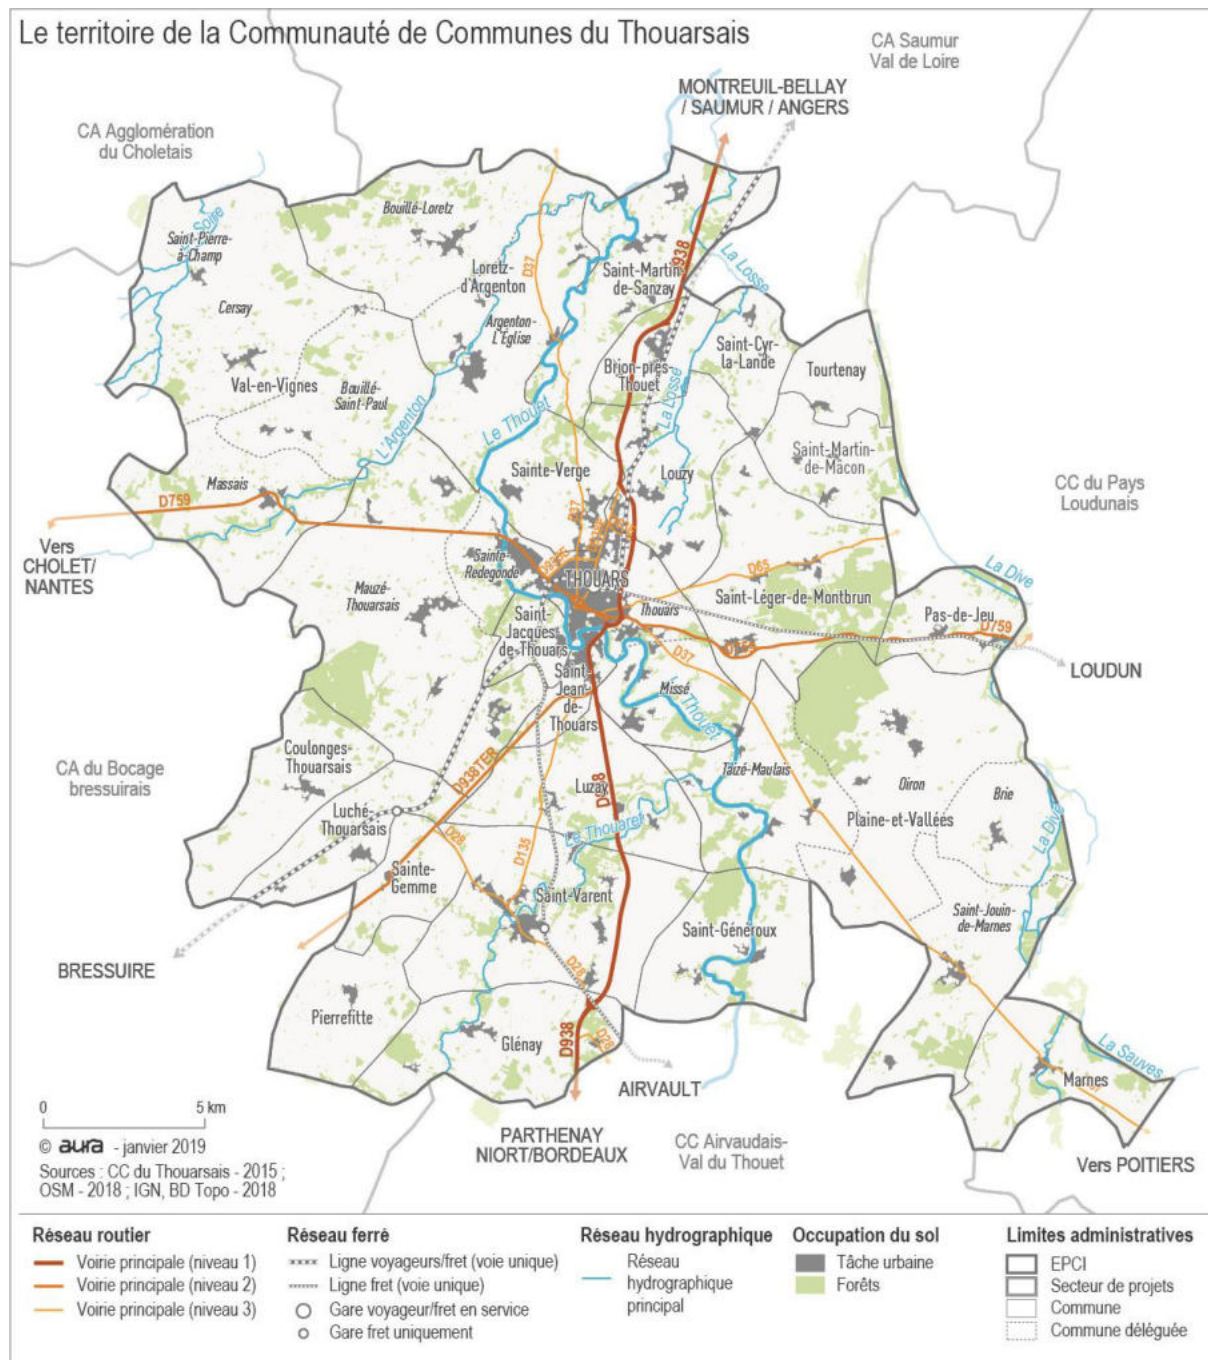 Le territoire de la Communauté de Communes du Thouarsais
CA Saumur
Val de Loire
MONTREUIL-BELLAY
/ SAUMUR / ANGERS
CA Agglomération
du Choletais
Bouillé-Loretz
Saint-Pierre-
à-Champ
D37
Loretz-
d'Argenton
Saint-Martin
de-Sanzay
938
La Losse
Cersay
Argenton-
L'Eglise
Saint-Cyr-
la-Lande
Tourtenay
Brion-près-
Thouet
La Losse
Val-en-Vignes
Bouillé-
Saint-Paul
L'Argenton
Le Thouet
Saint-Martin-
de-Mâcon
Sainte-Verge
Louzy
CC du Pays
Loudunais
Massais
D759
D37
Vers
CHOLET/
NANTES
Sainte-
Redegonde
THOUARS
D65
La Dive
Mauzé-
Thouarsais
Saint-Léger-de-Montbrun
Thouars
Pas-de-Jeu
D759
Saint-
Jacques
de-Thouars
D37
LOUDUN
Saint-
Jean-
de-
Thouars
Missé
Thouet
Coulonges-
Thouarsais
CA du Bocage
bressuirais
D938TER
Luzay
Taizé-Maulais
Oiron
Brie
Luché-
Thouarsais
D28
D135
Le Thouaret
Plaine-et-Vallées
La Dive
Sainte-
Gemme
Saint-Varent
Saint-Jouin-
de-Marnes
Saint-Généroux
BRESSUIRE
D28
Pierrefitte
Glénay
D938
D28
La Sauves
Marnes
AIRVAULT
0 5 km
PARTHENAY
NIORT/BORDEAUX
CC Airvaudais-
Val du Thouet
Vers POITIERS
© aura - janvier 2019
Sources : CC du Thouarsais - 2015 ;
OSM - 2018 ; IGN, BD Topo - 2018
Réseau routier
Voirie principale (niveau 1)
Voirie principale (niveau 2)
Voirie principale (niveau 3)
Réseau ferré
Ligne voyageurs/fret (voie unique)
Ligne fret (voie unique)
Gare voyageur/fret en service
Gare fret uniquement
Réseau hydrographique
Réseau
hydrographique
principal
Occupation du sol
Tâche urbaine
Forêts
Limites administratives
EPCI
Secteur de projets
Commune
Commune déléguée